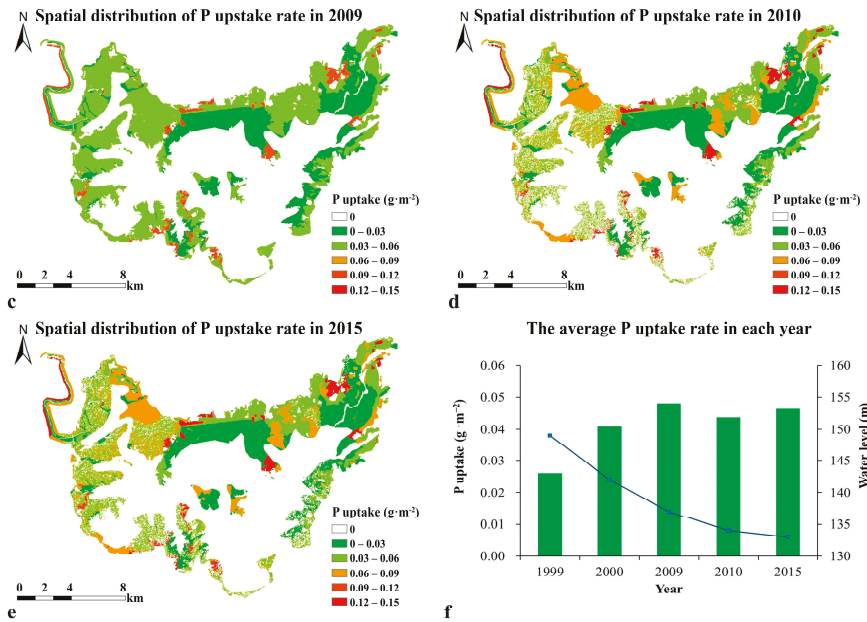 N
Spatial distribution of P upstake rate in 2009
P uptake (g·m⁻²)
0
0 – 0.03
0.03 – 0.06
0.06 – 0.09
0.09 – 0.12
0.12 – 0.15
0 2 4 8
km
c
N
Spatial distribution of P upstake rate in 2010
P uptake (g·m⁻²)
0
0 – 0.03
0.03 – 0.06
0.06 – 0.09
0.09 – 0.12
0.12 – 0.15
0 2 4 8
km
d
N
Spatial distribution of P upstake rate in 2015
P uptake (g·m⁻²)
0
0 – 0.03
0.03 – 0.06
0.06 – 0.09
0.09 – 0.12
0.12 – 0.15
0 2 4 8
km
e
The average P uptake rate in each year
P uptake (g m⁻²)
0.06
0.05
0.04
0.03
0.02
0.01
0.00
160
155
150
145
140
135
130
Water level (m)
1999 2000 2009 2010 2015
Year
f